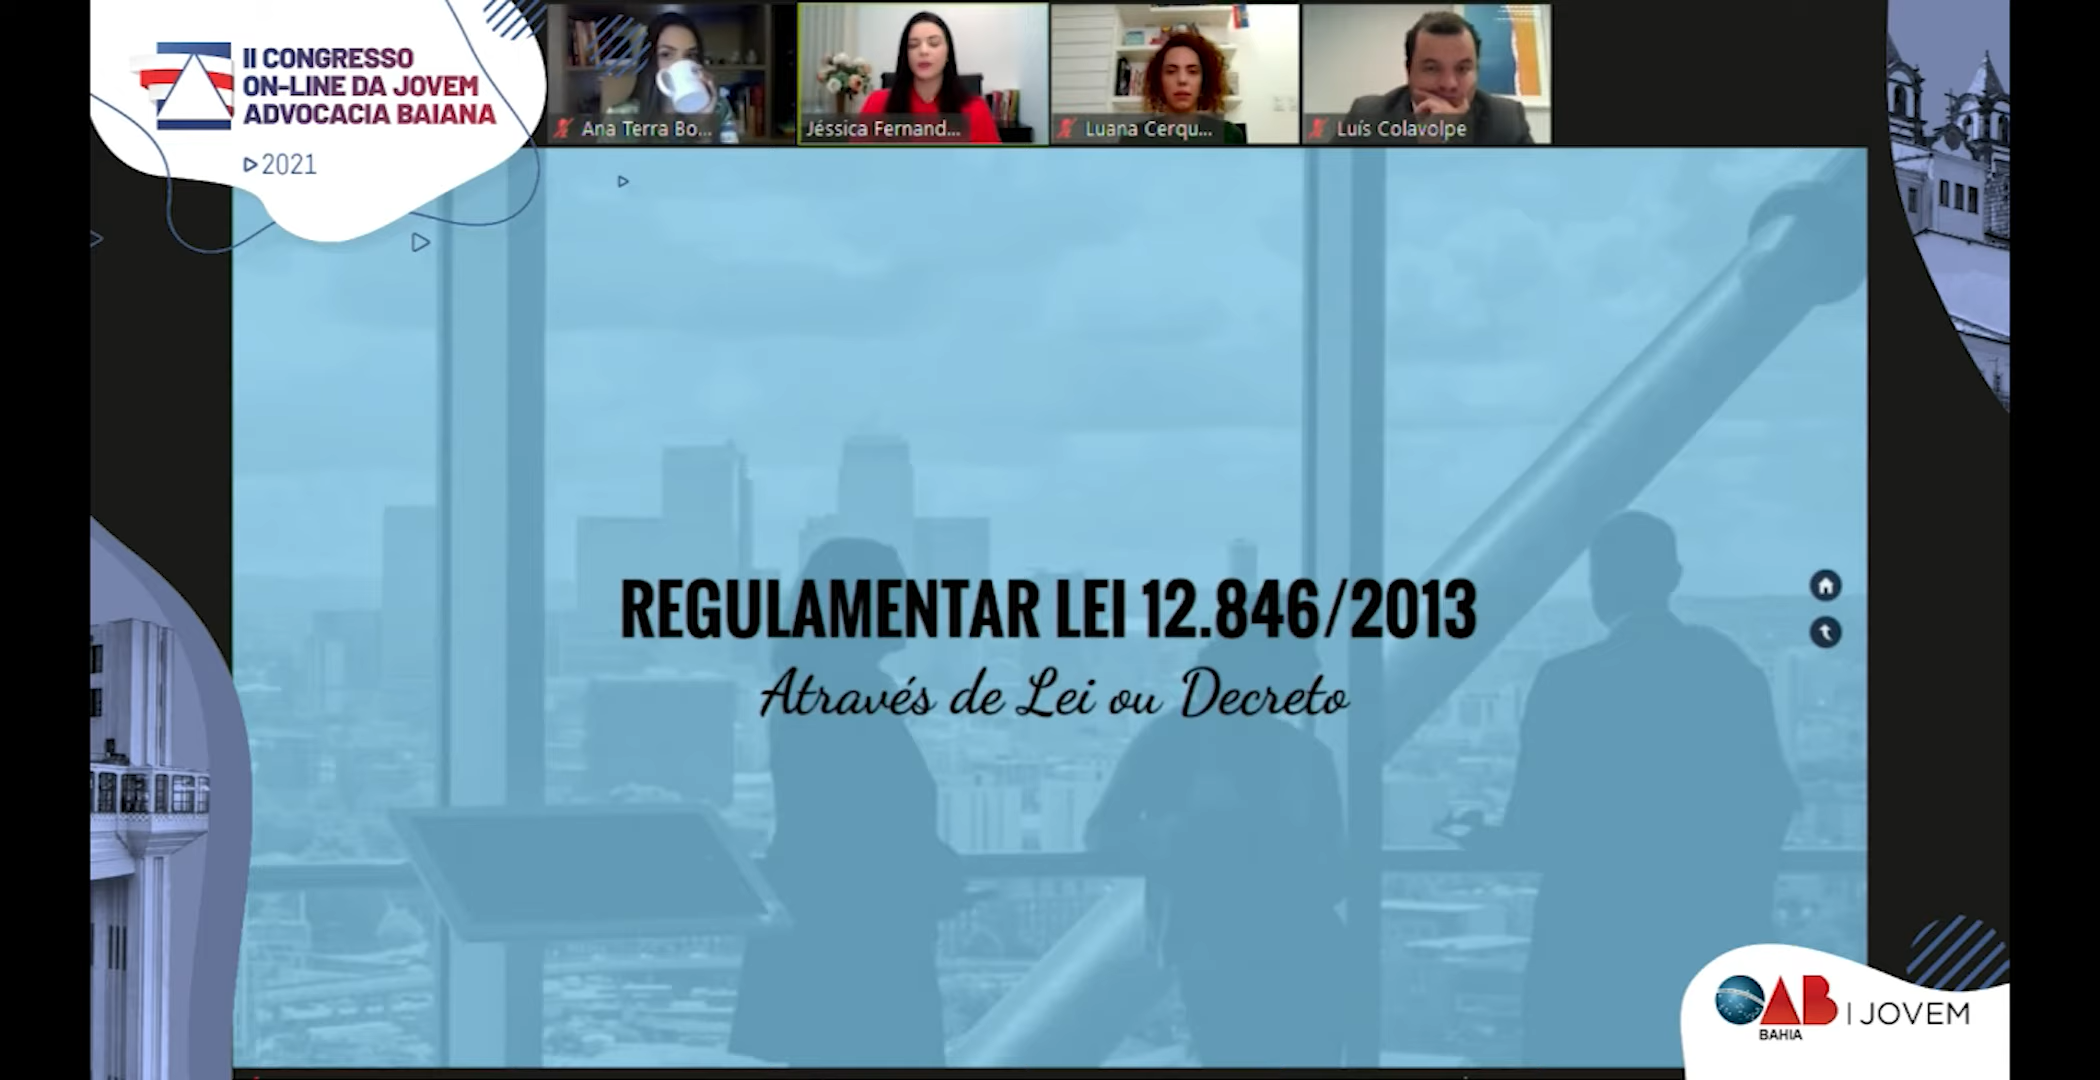 II CONGRESSO
ON-LINE DA JOVEM
ADVOCACIA BAIANA
2021
Ana Terra Bo...
Jéssica Fernand...
Luana Cerqu...
Luís Colavolpe
REGULAMENTAR LEI 12.846/2013
Através de Lei ou Decreto
OAB | JOVEM
BAHIA